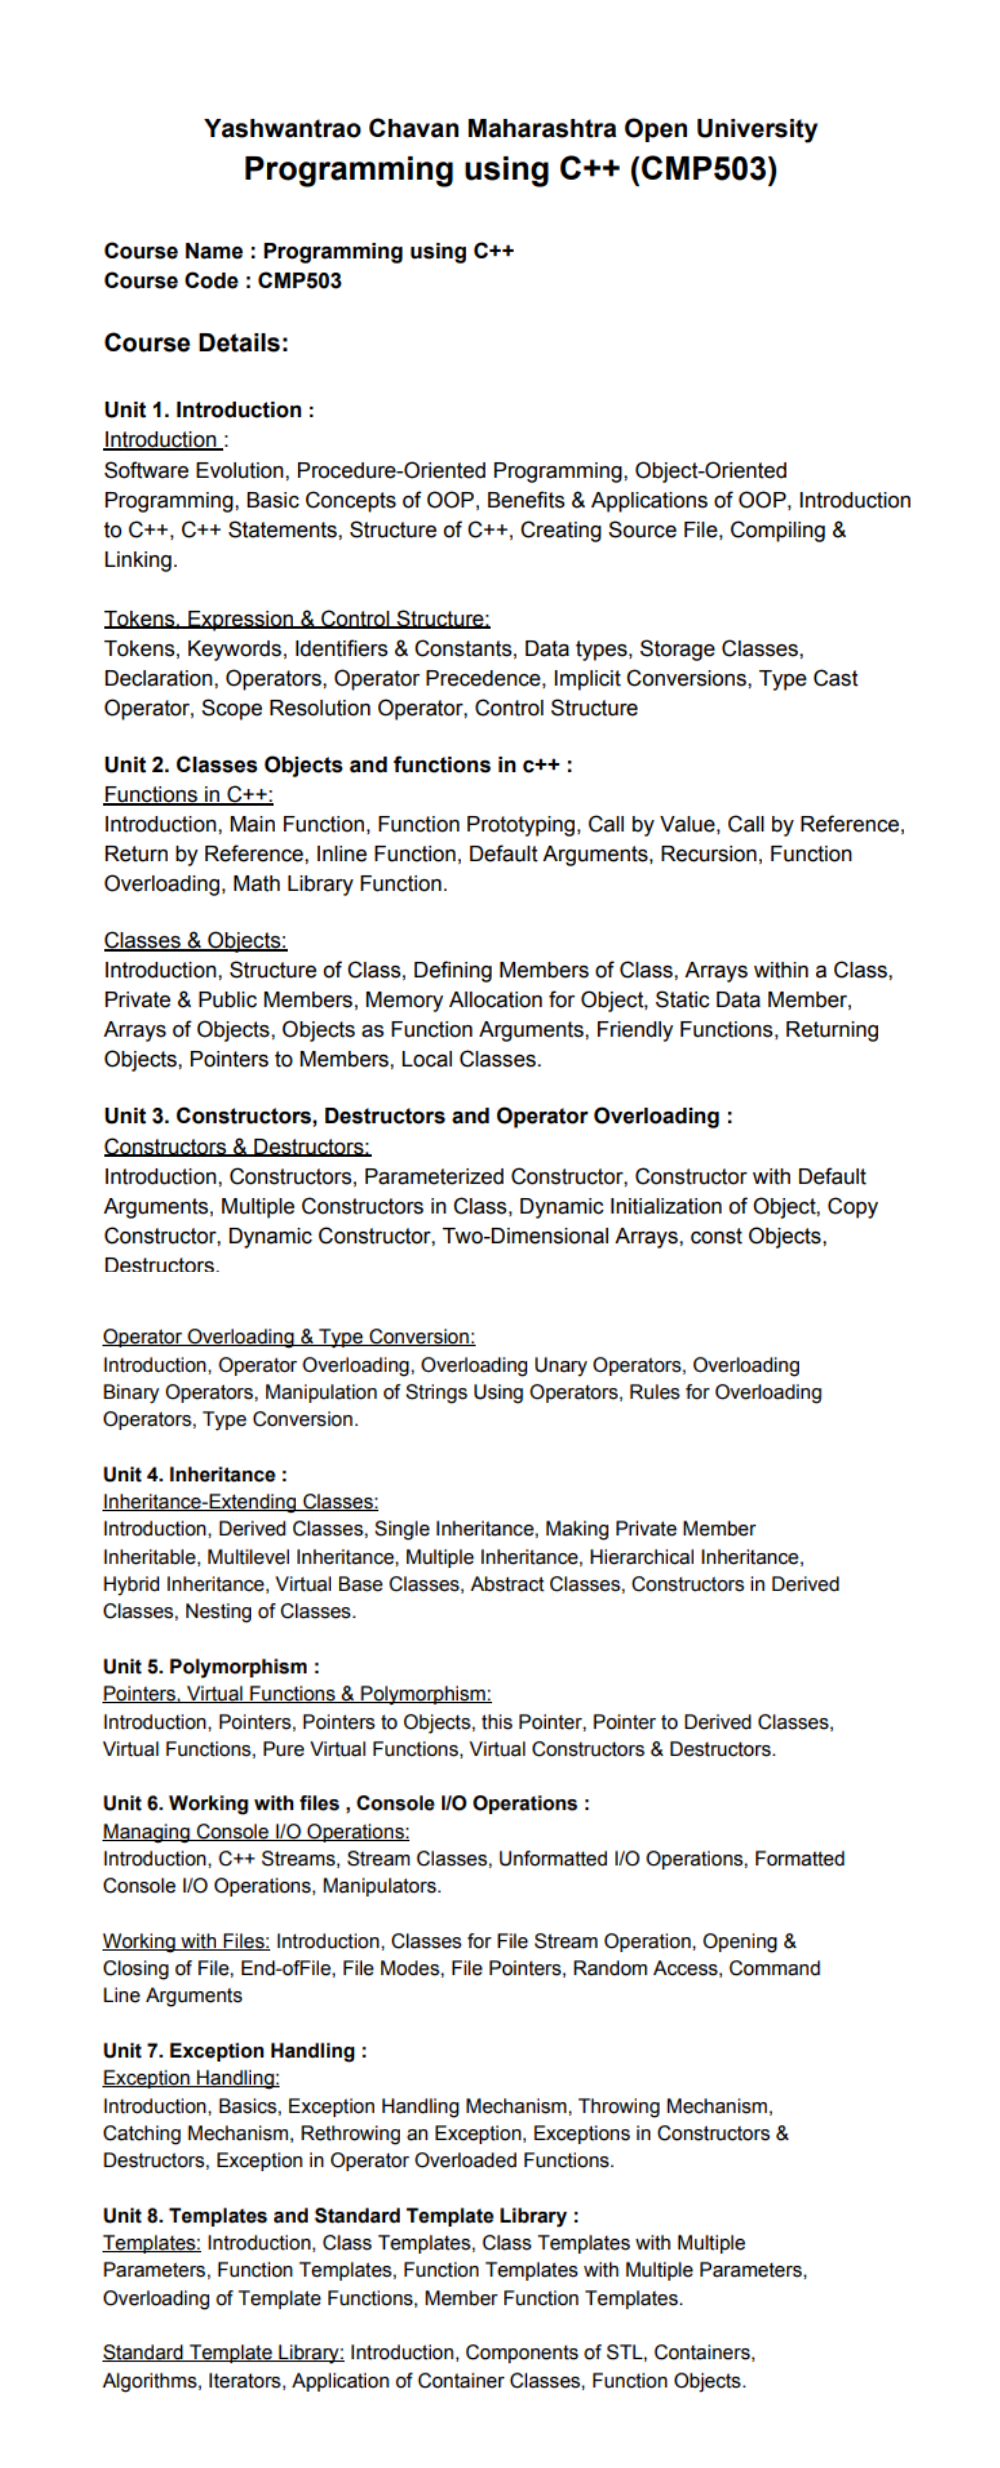 Yashwantrao Chavan Maharashtra Open University
Programming using C++ (CMP503)
Course Name : Programming using C++
Course Code : CMP503
Course Details:
Unit 1. Introduction :
Introduction :
Software Evolution, Procedure-Oriented Programming, Object-Oriented
Programming, Basic Concepts of OOP, Benefits & Applications of OOP, Introduction
to C++, C++ Statements, Structure of C++, Creating Source File, Compiling &
Linking.
Tokens, Expression & Control Structure:
Tokens, Keywords, Identifiers & Constants, Data types, Storage Classes,
Declaration, Operators, Operator Precedence, Implicit Conversions, Type Cast
Operator, Scope Resolution Operator, Control Structure
Unit 2. Classes Objects and functions in c++ :
Functions in C++:
Introduction, Main Function, Function Prototyping, Call by Value, Call by Reference,
Return by Reference, Inline Function, Default Arguments, Recursion, Function
Overloading, Math Library Function.
Classes & Objects:
Introduction, Structure of Class, Defining Members of Class, Arrays within a Class,
Private & Public Members, Memory Allocation for Object, Static Data Member,
Arrays of Objects, Objects as Function Arguments, Friendly Functions, Returning
Objects, Pointers to Members, Local Classes.
Unit 3. Constructors, Destructors and Operator Overloading :
Constructors & Destructors:
Introduction, Constructors, Parameterized Constructor, Constructor with Default
Arguments, Multiple Constructors in Class, Dynamic Initialization of Object, Copy
Constructor, Dynamic Constructor, Two-Dimensional Arrays, const Objects,
Destructors.
Operator Overloading & Type Conversion:
Introduction, Operator Overloading, Overloading Unary Operators, Overloading
Binary Operators, Manipulation of Strings Using Operators, Rules for Overloading
Operators, Type Conversion.
Unit 4. Inheritance :
Inheritance-Extending Classes:
Introduction, Derived Classes, Single Inheritance, Making Private Member
Inheritable, Multilevel Inheritance, Multiple Inheritance, Hierarchical Inheritance,
Hybrid Inheritance, Virtual Base Classes, Abstract Classes, Constructors in Derived
Classes, Nesting of Classes.
Unit 5. Polymorphism :
Pointers, Virtual Functions & Polymorphism:
Introduction, Pointers, Pointers to Objects, this Pointer, Pointer to Derived Classes,
Virtual Functions, Pure Virtual Functions, Virtual Constructors & Destructors.
Unit 6. Working with files , Console I/O Operations :
Managing Console I/O Operations:
Introduction, C++ Streams, Stream Classes, Unformatted I/O Operations, Formatted
Console I/O Operations, Manipulators.
Working with Files: Introduction, Classes for File Stream Operation, Opening &
Closing of File, End-ofFile, File Modes, File Pointers, Random Access, Command
Line Arguments
Unit 7. Exception Handling :
Exception Handling:
Introduction, Basics, Exception Handling Mechanism, Throwing Mechanism,
Catching Mechanism, Rethrowing an Exception, Exceptions in Constructors &
Destructors, Exception in Operator Overloaded Functions.
Unit 8. Templates and Standard Template Library :
Templates: Introduction, Class Templates, Class Templates with Multiple
Parameters, Function Templates, Function Templates with Multiple Parameters,
Overloading of Template Functions, Member Function Templates.
Standard Template Library: Introduction, Components of STL, Containers,
Algorithms, Iterators, Application of Container Classes, Function Objects.